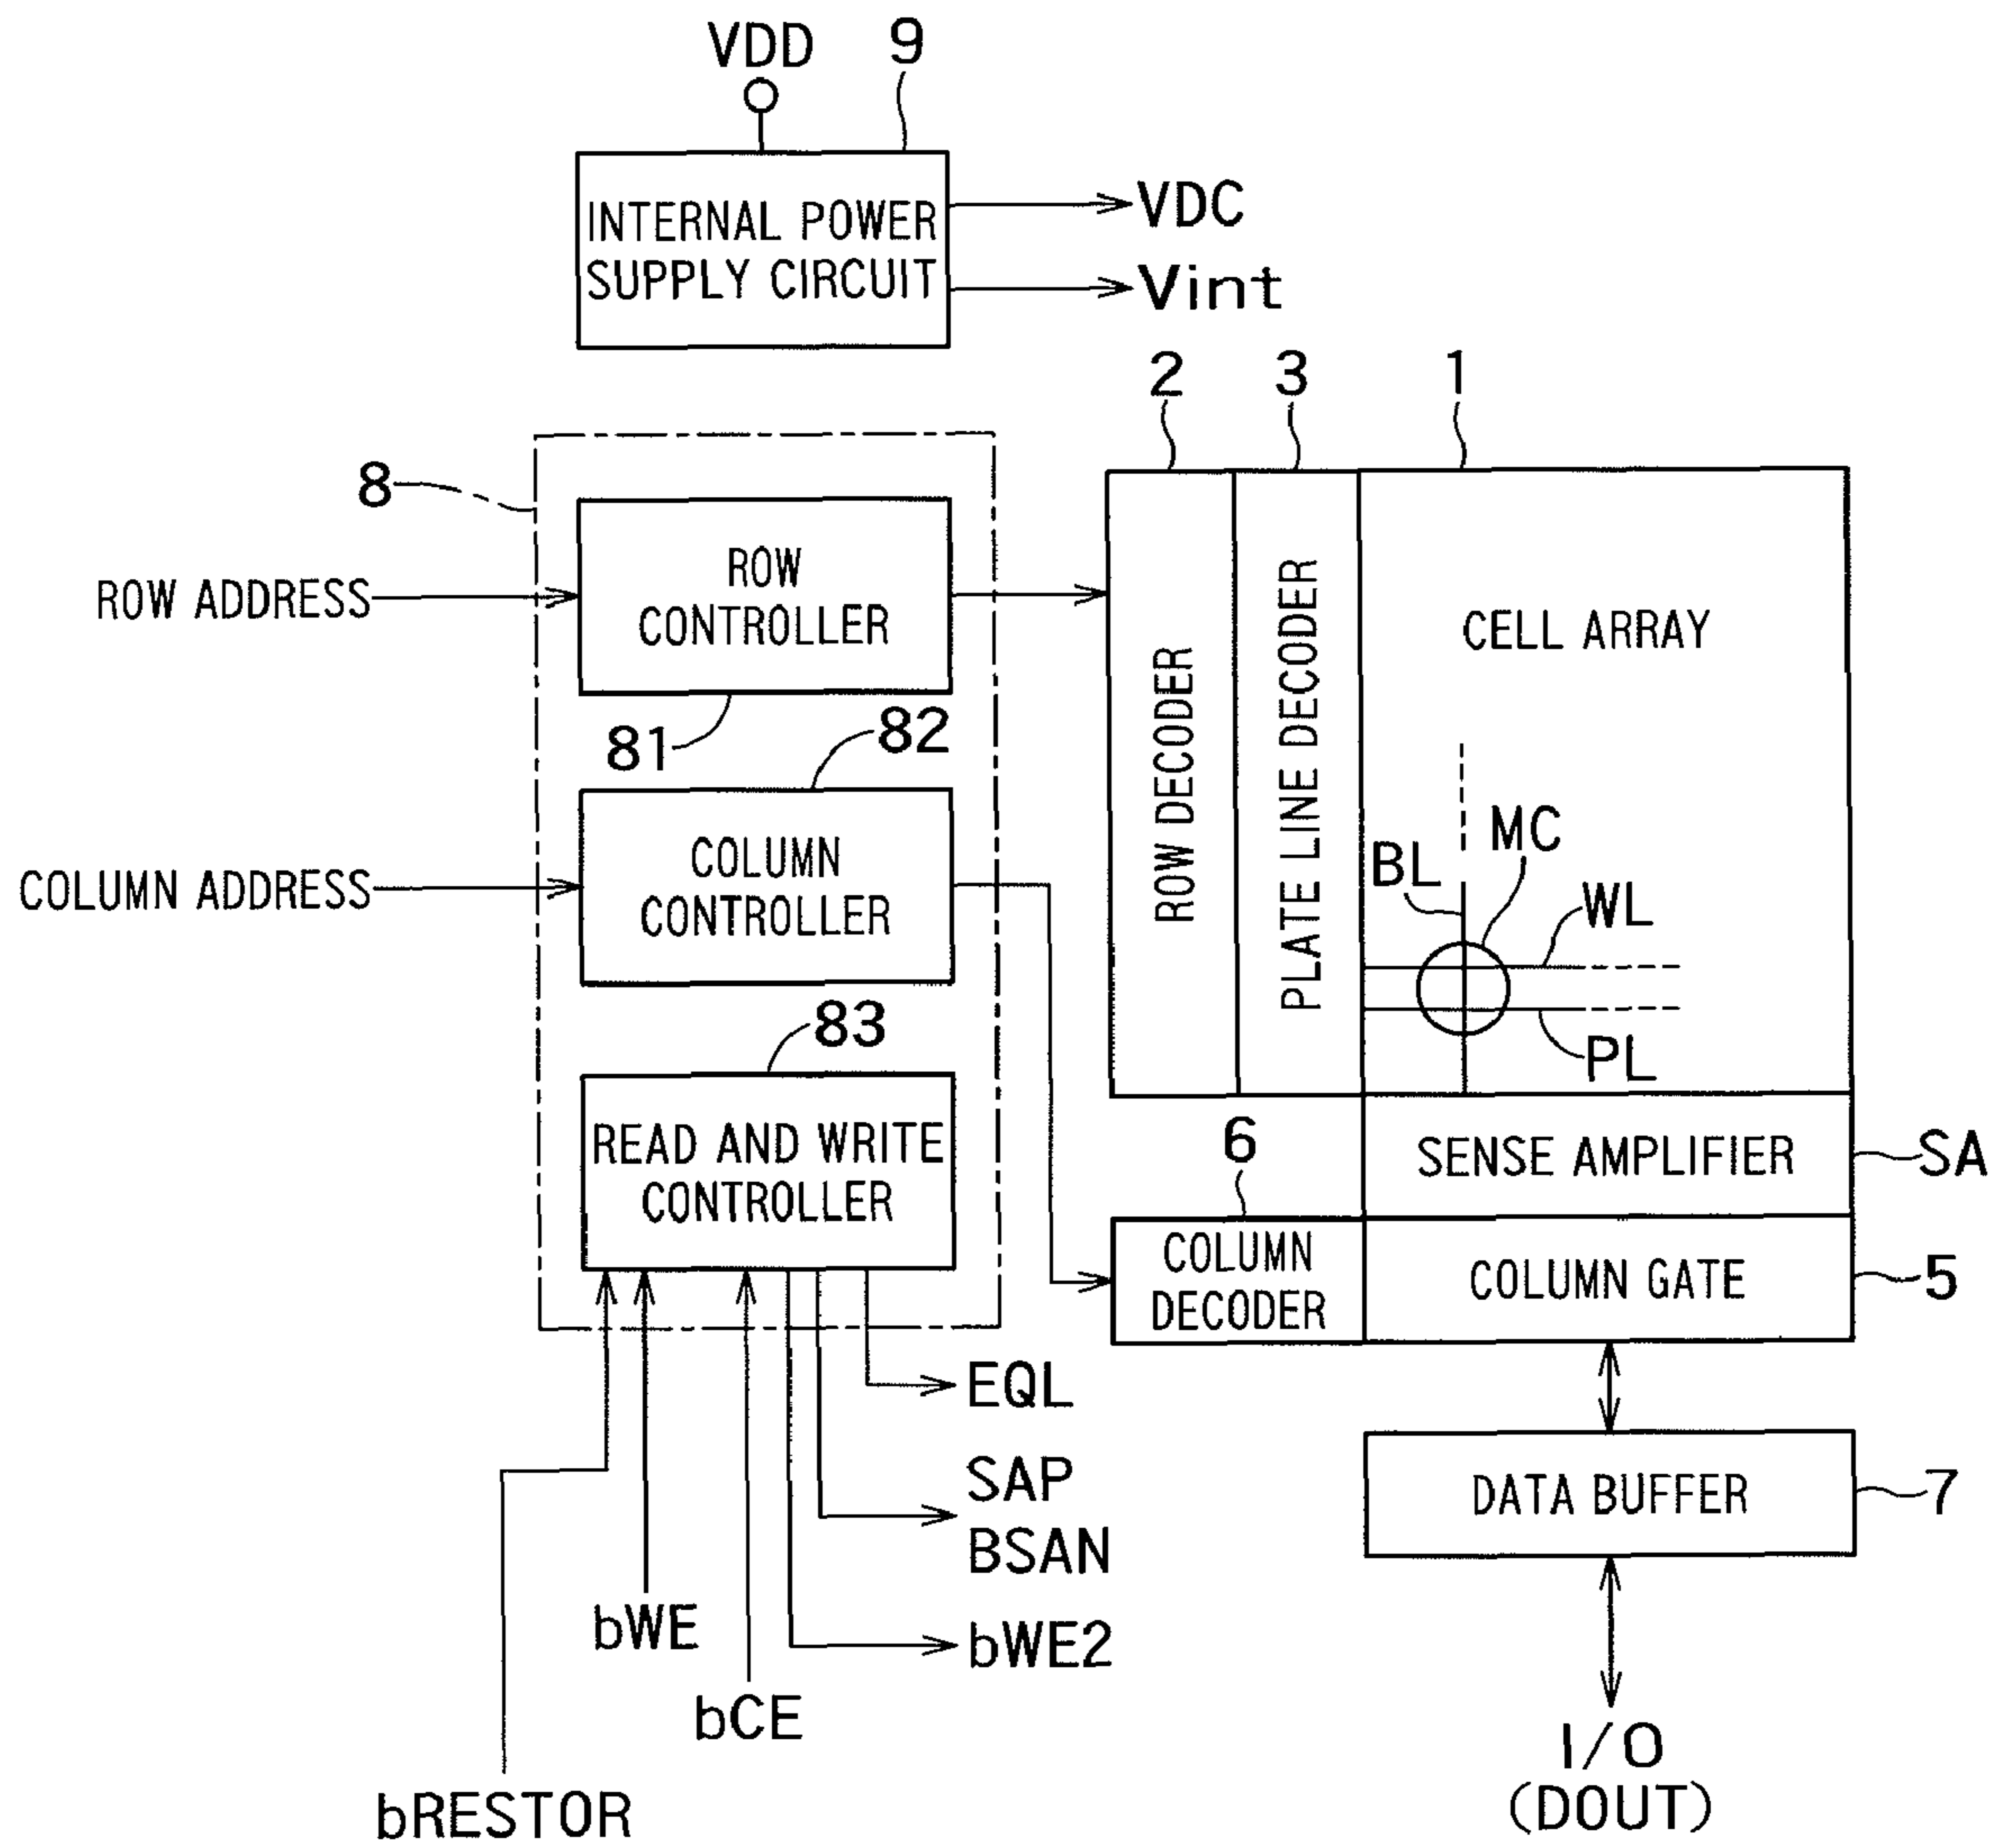 VDD
9
INTERNAL POWER
SUPPLY CIRCUIT
VDC
Vint
2
3
1
8
ROW ADDRESS
ROW
CONTROLLER
81
82
COLUMN ADDRESS
COLUMN
CONTROLLER
83
READ AND WRITE
CONTROLLER
ROW DECODER
PLATE LINE DECODER
CELL ARRAY
BL
MC
WL
PL
SENSE AMPLIFIER
SA
6
COLUMN
DECODER
COLUMN GATE
5
EQL
SAP
BSAN
bWE
bWE2
bCE
bRESTOR
DATA BUFFER
7
I/O
(DOUT)